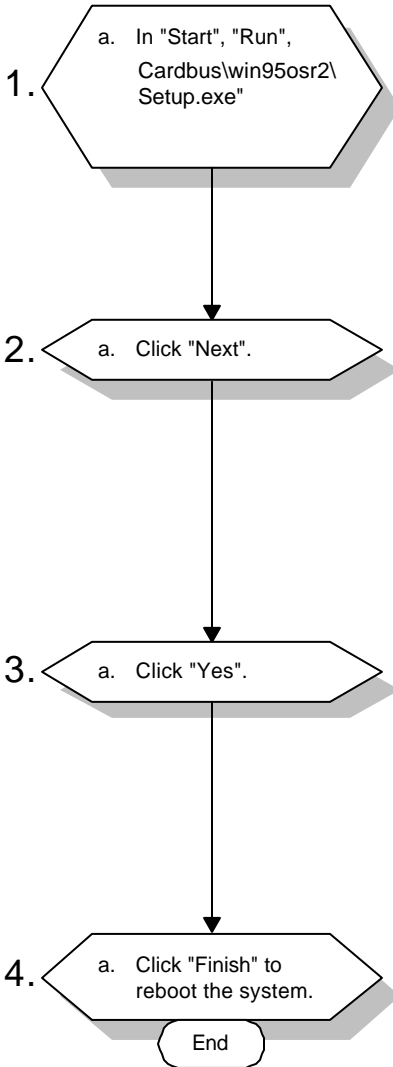 1.
a. In "Start", "Run",
Cardbus\win95osr2\
Setup.exe"
2.
a. Click "Next".
3.
a. Click "Yes".
4.
a. Click "Finish" to
reboot the system.
End